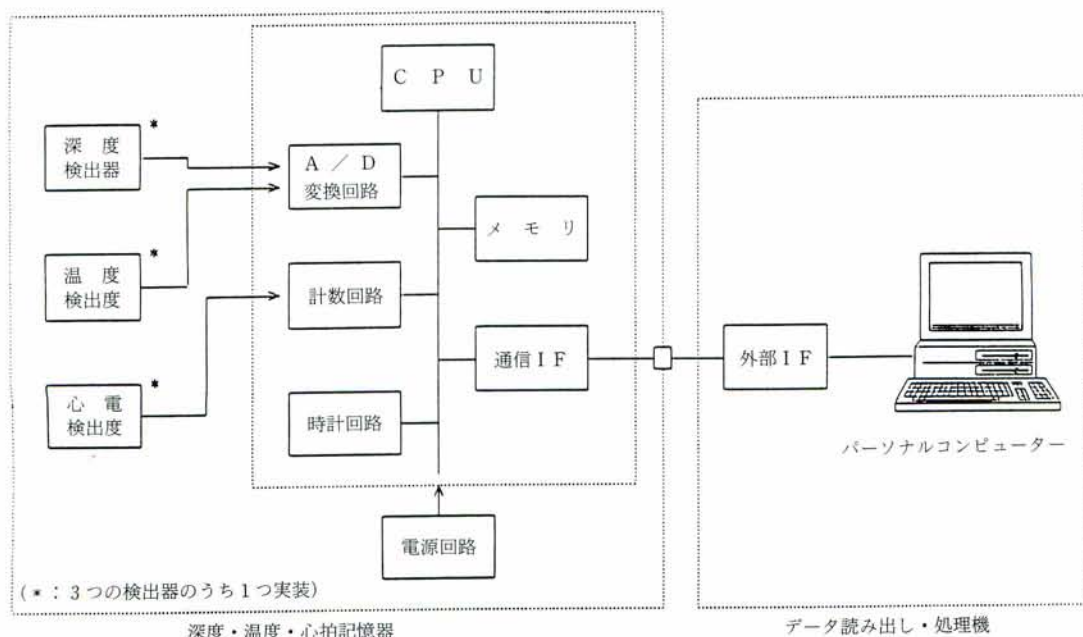 C P U
深 度
検出器
*
A / D
変換回路
メ モ リ
温 度
検出度
*
計数回路
通信IF
外部IF
心 電
検出度
*
時計回路
パーソナルコンピューター
電源回路
(*:3つの検出器のうち1つ実装)
深度・温度・心拍記憶器
データ読み出し・処理機